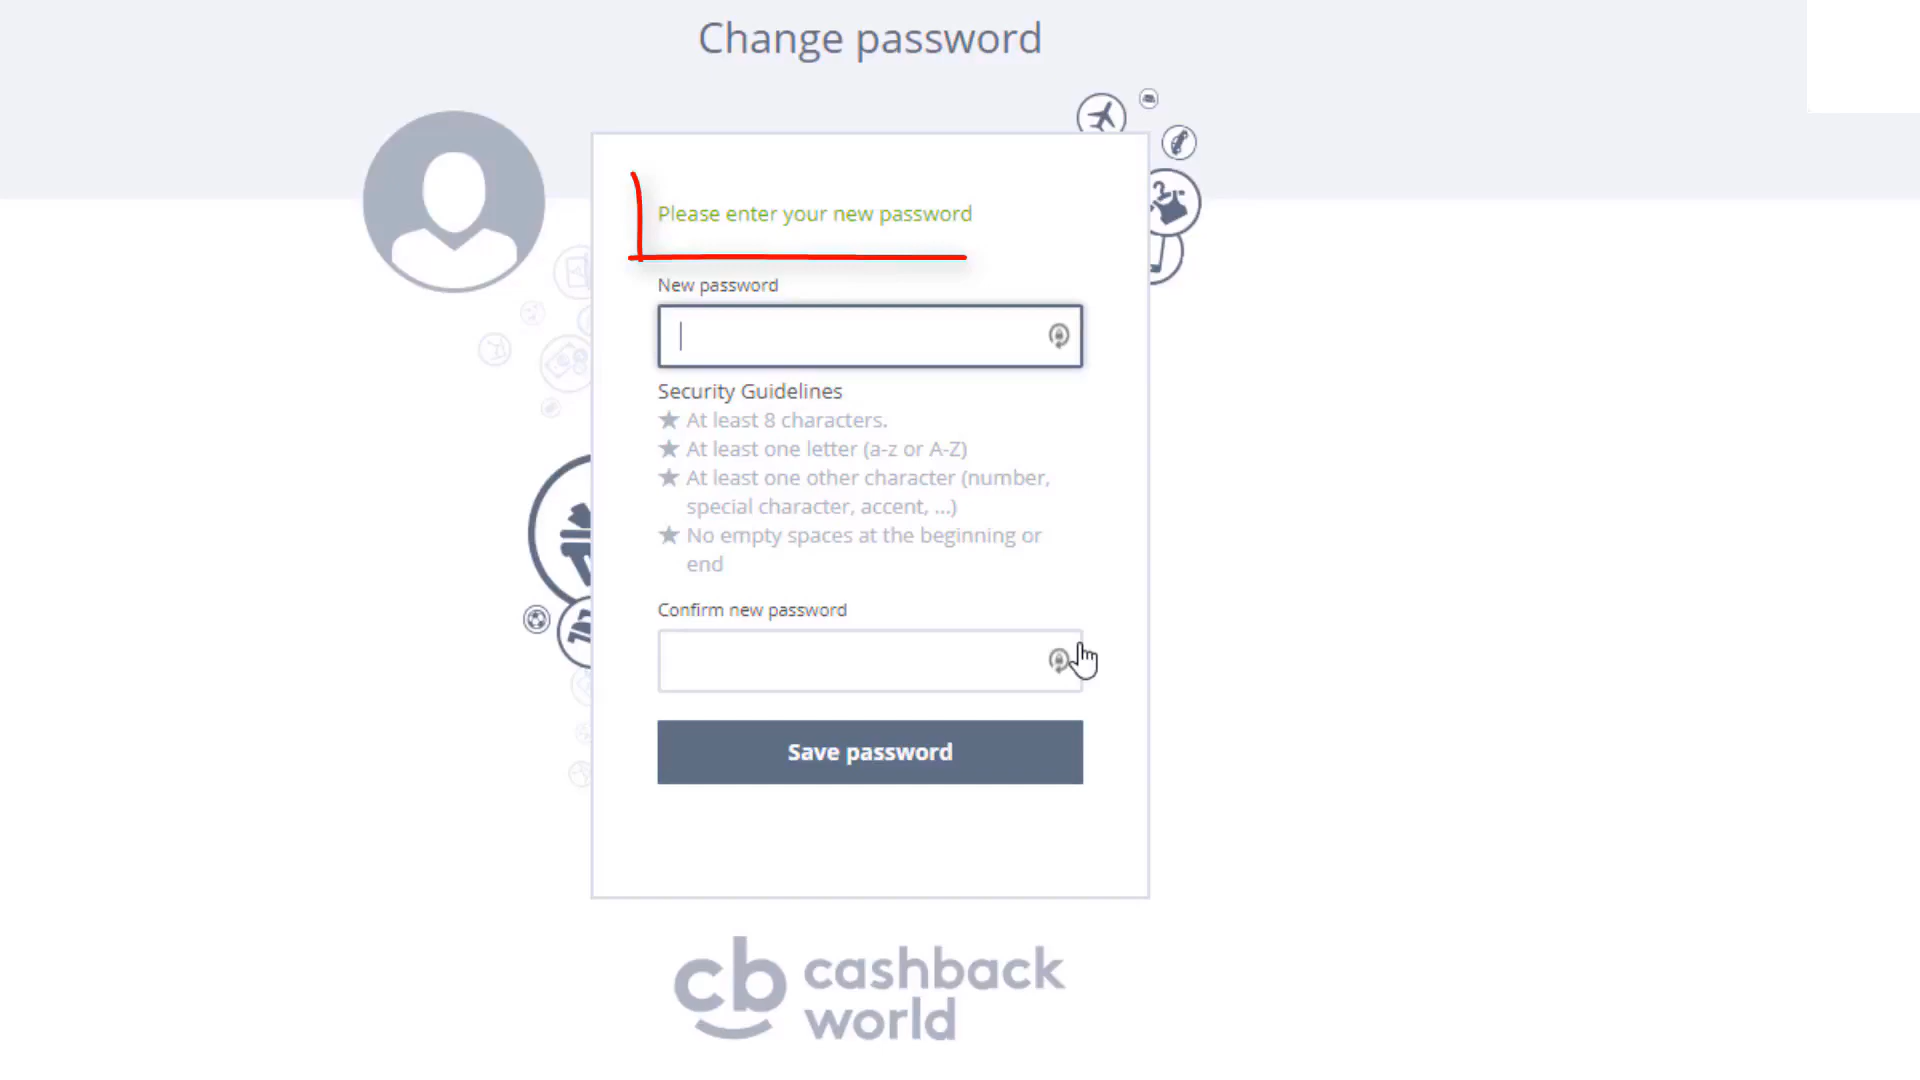 Change password
Please enter your new password
New password
Security Guidelines
At least 8 characters.
At least one letter (a-z or A-Z)
At least one other character (number,
special character, accent, ...)
No empty spaces at the beginning or
end
Confirm new password
Save password
cb cashback
world